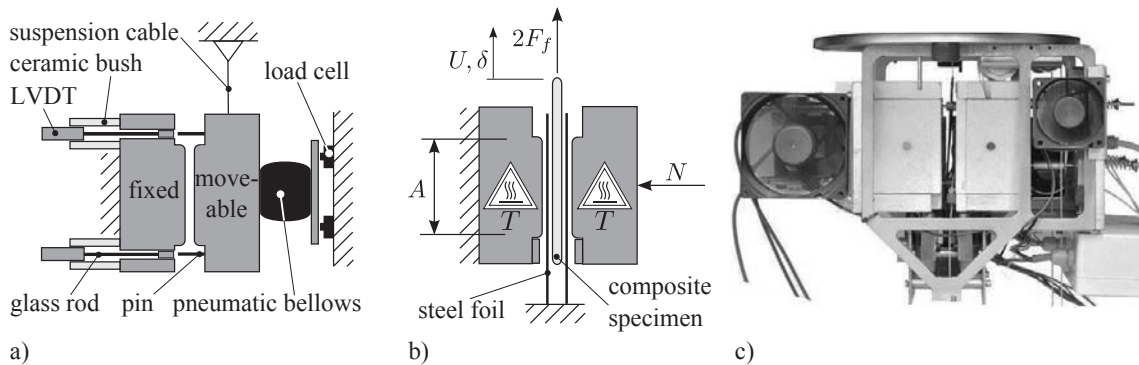 suspension cable
ceramic bush
LVDT
load cell
fixed
move-
able
glass rod
pin
pneumatic bellows
a)
U, δ
2F_f
A
T
T
N
steel foil
composite
specimen
b)
c)